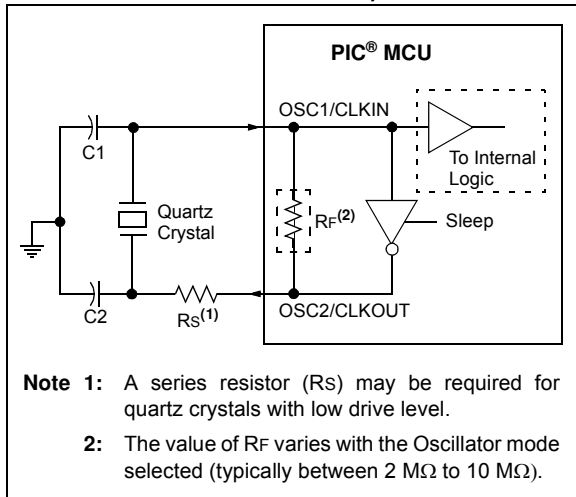 PIC® MCU
OSC1/CLKIN
C1
To Internal
Logic
Quartz
Crystal
RF(2)
Sleep
C2
RS(1)
OSC2/CLKOUT
Note 1: A series resistor (RS) may be required for
quartz crystals with low drive level.
2: The value of RF varies with the Oscillator mode
selected (typically between 2 MΩ to 10 MΩ).